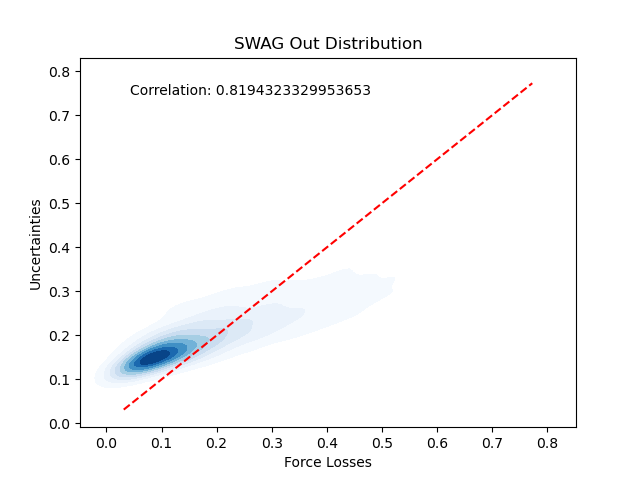 SWAG Out Distribution
Correlation: 0.8194323329953653
Uncertainties
0.8
0.7
0.6
0.5
0.4
0.3
0.2
0.1
0.0
0.0 0.1 0.2 0.3 0.4 0.5 0.6 0.7 0.8
Force Losses